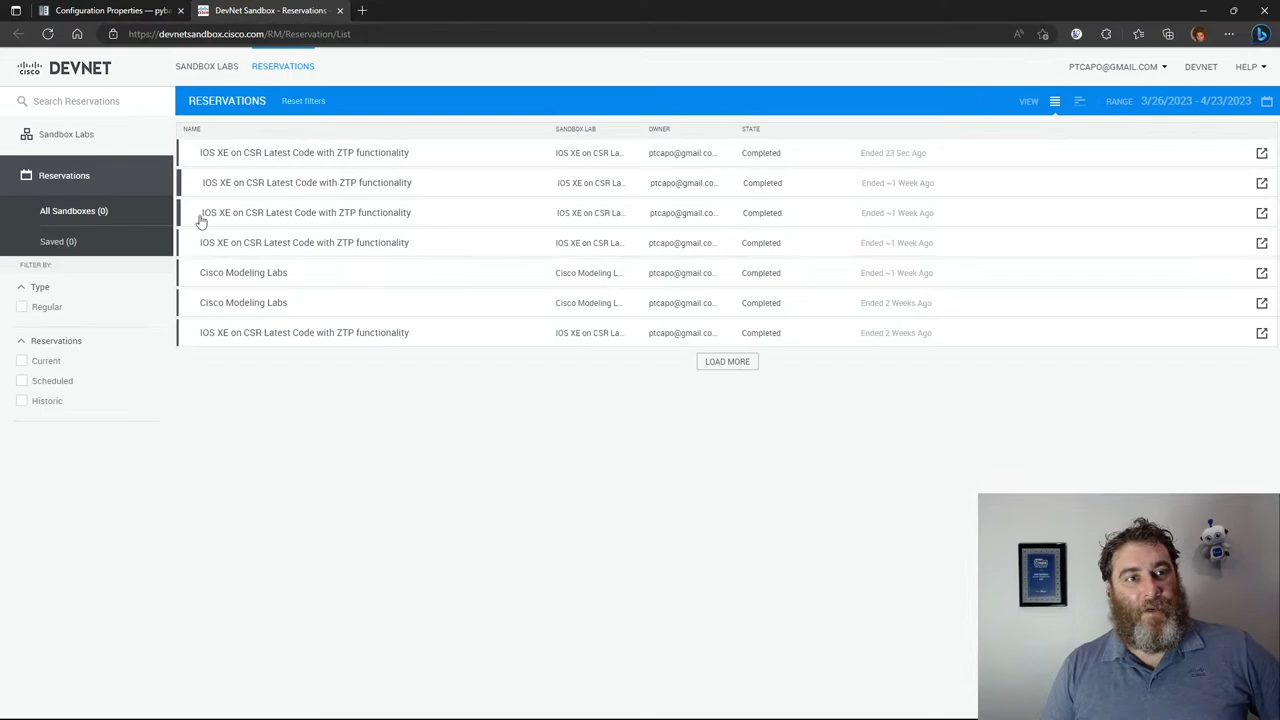 Configuration Properties — pyba
DevNet Sandbox - Reservations -
https://devnetsandbox.cisco.com/RM/Reservation/List
CISCO DEVNET
SANDBOX LABS
RESERVATIONS
PTCAPO@GMAIL.COM
DEVNET
HELP
Search Reservations
RESERVATIONS
Reset filters
VIEW
RANGE
3/26/2023 - 4/23/2023
NAME SANDBOX LAB OWNER STATE
Sandbox Labs
Reservations
All Sandboxes (0)
Saved (0)
FILTER BY:
Type
Regular
Reservations
Current
Scheduled
Historic
IOS XE on CSR Latest Code with ZTP functionality IOS XE on CSR La... ptcapo@gmail.co... Completed Ended 23 Sec Ago
IOS XE on CSR Latest Code with ZTP functionality IOS XE on CSR La... ptcapo@gmail.co... Completed Ended ~1 Week Ago
IOS XE on CSR Latest Code with ZTP functionality IOS XE on CSR La... ptcapo@gmail.co... Completed Ended ~1 Week Ago
IOS XE on CSR Latest Code with ZTP functionality IOS XE on CSR La... ptcapo@gmail.co... Completed Ended ~1 Week Ago
Cisco Modeling Labs Cisco Modeling L... ptcapo@gmail.co... Completed Ended ~1 Week Ago
Cisco Modeling Labs Cisco Modeling L... ptcapo@gmail.co... Completed Ended 2 Weeks Ago
IOS XE on CSR Latest Code with ZTP functionality IOS XE on CSR La... ptcapo@gmail.co... Completed Ended 2 Weeks Ago
LOAD MORE